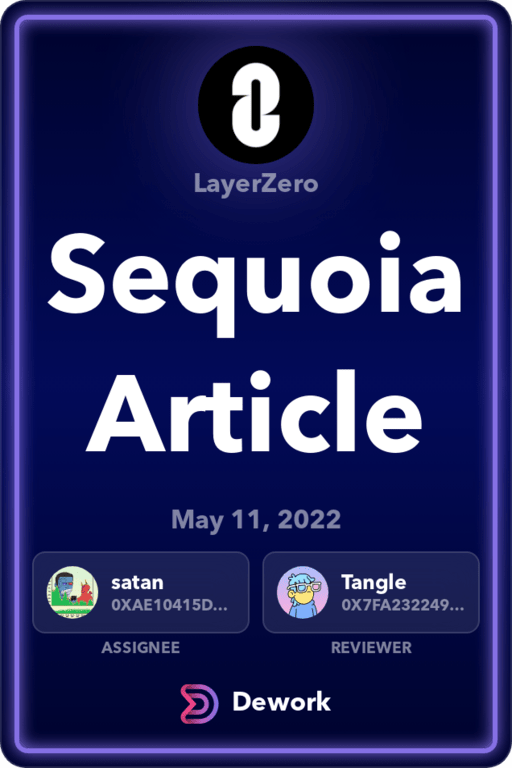 LayerZero
Sequoia
Article
May 11, 2022
satan
0XAE10415D...
ASSIGNEE
Tangle
0X7FA232249...
REVIEWER
Dework